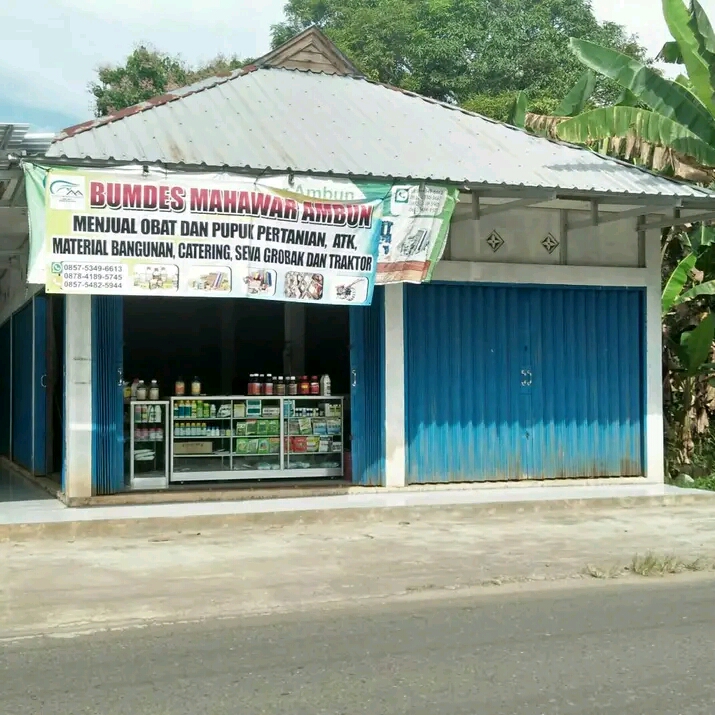 Ambun
BUMDES MAHAWAR AMBUN
MENJUAL OBAT DAN PUPUK PERTANIAN, ATK,
MATERIAL BANGUNAN, CATERING, SEVA GROBAK DAN TRAKTOR
0857-5349-6613
0878-4189-5745
0857-5482-5944